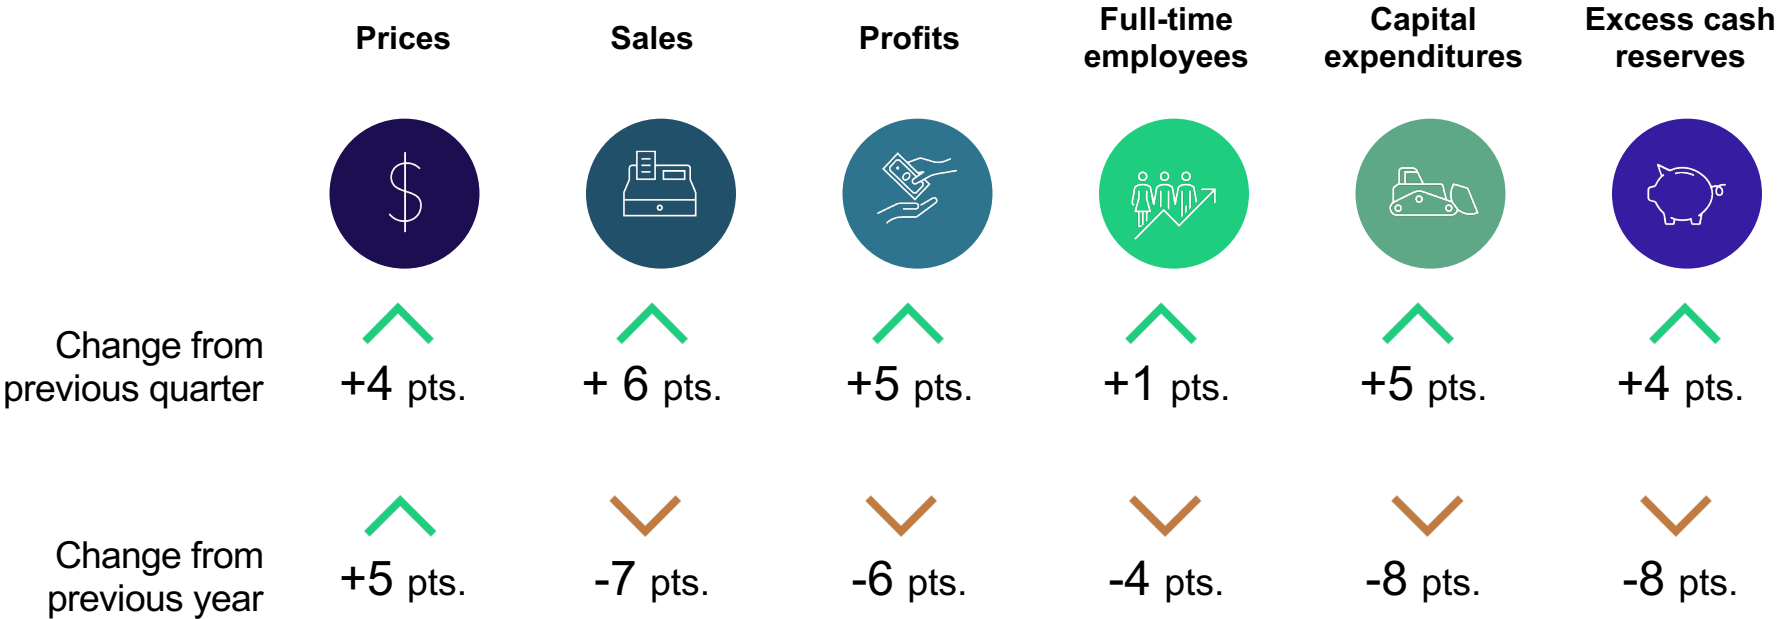 Prices
Sales
Profits
Full-time
employees
Capital
expenditures
Excess cash
reserves
Change from
previous quarter
+4 pts.
+ 6 pts.
+5 pts.
+1 pts.
+5 pts.
+4 pts.
Change from
previous year
+5 pts.
-7 pts.
-6 pts.
-4 pts.
-8 pts.
-8 pts.